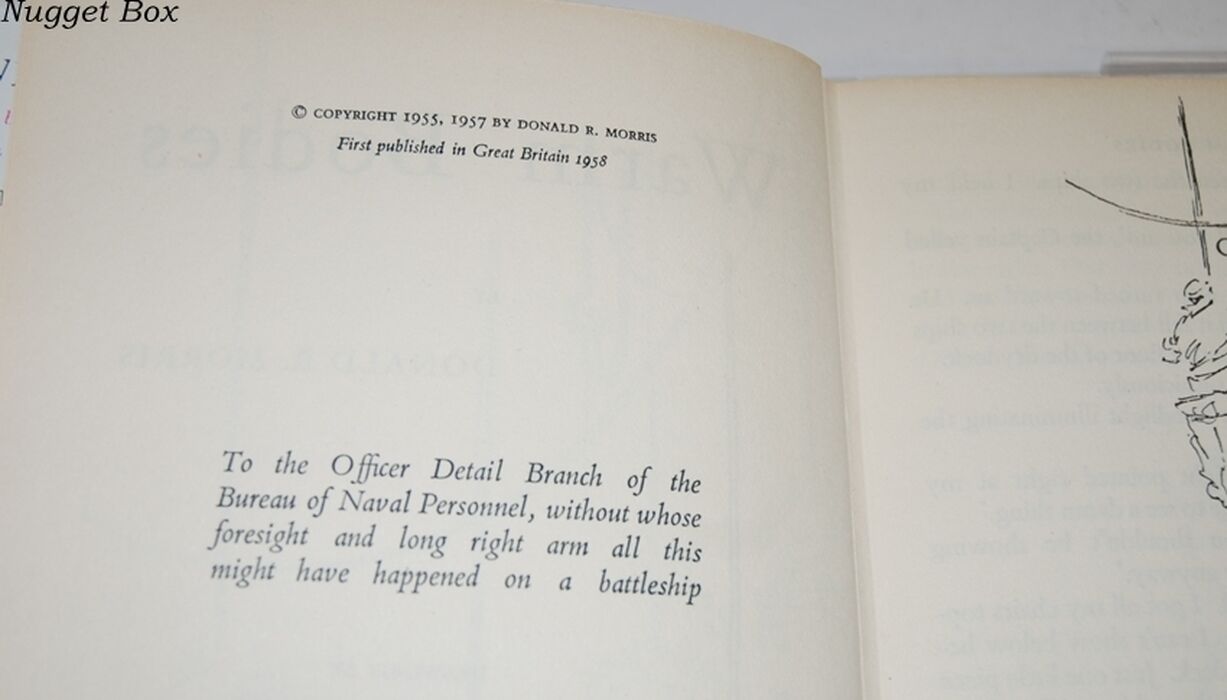 Nugget Box
© COPYRIGHT 1955, 1957 BY DONALD R. MORRIS
First published in Great Britain 1958
To the Officer Detail Branch of the
Bureau of Naval Personnel, without whose
foresight and long right arm all this
might have happened on a battleship